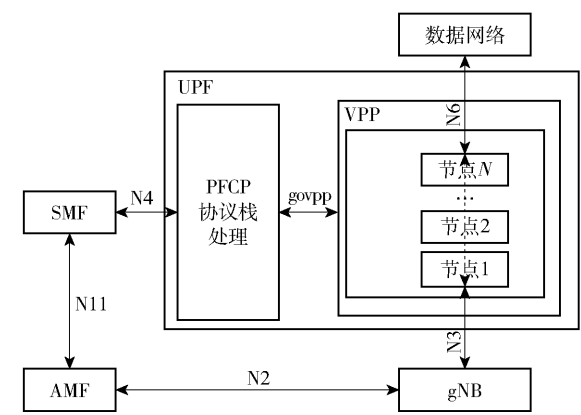 数据网络
UPF
N6
VPP
PFCP
协议栈
处理
govpp
节点N
…
节点2
节点1
N4
SMF
N11
N3
AMF
N2
gNB